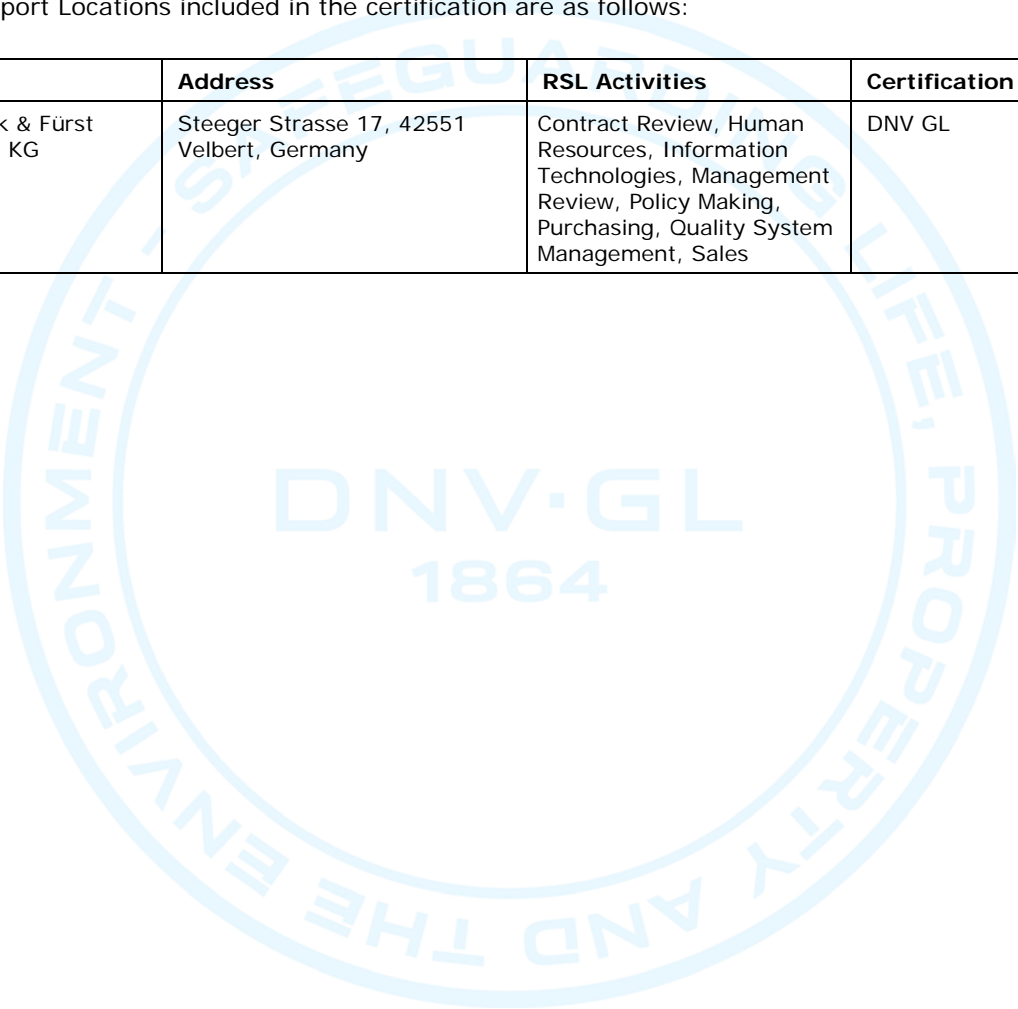 port Locations included in the certification are as follows:
Address RSL Activities Certification
k & Fürst Steeger Strasse 17, 42551 Contract Review, Human DNV GL
KG Velbert, Germany Resources, Information
Technologies, Management
Review, Policy Making,
Purchasing, Quality System
Management, Sales
SAFEGUARDING LIFE, PROPERTY AND THE ENVIRONMENT -
DNV·GL
1864